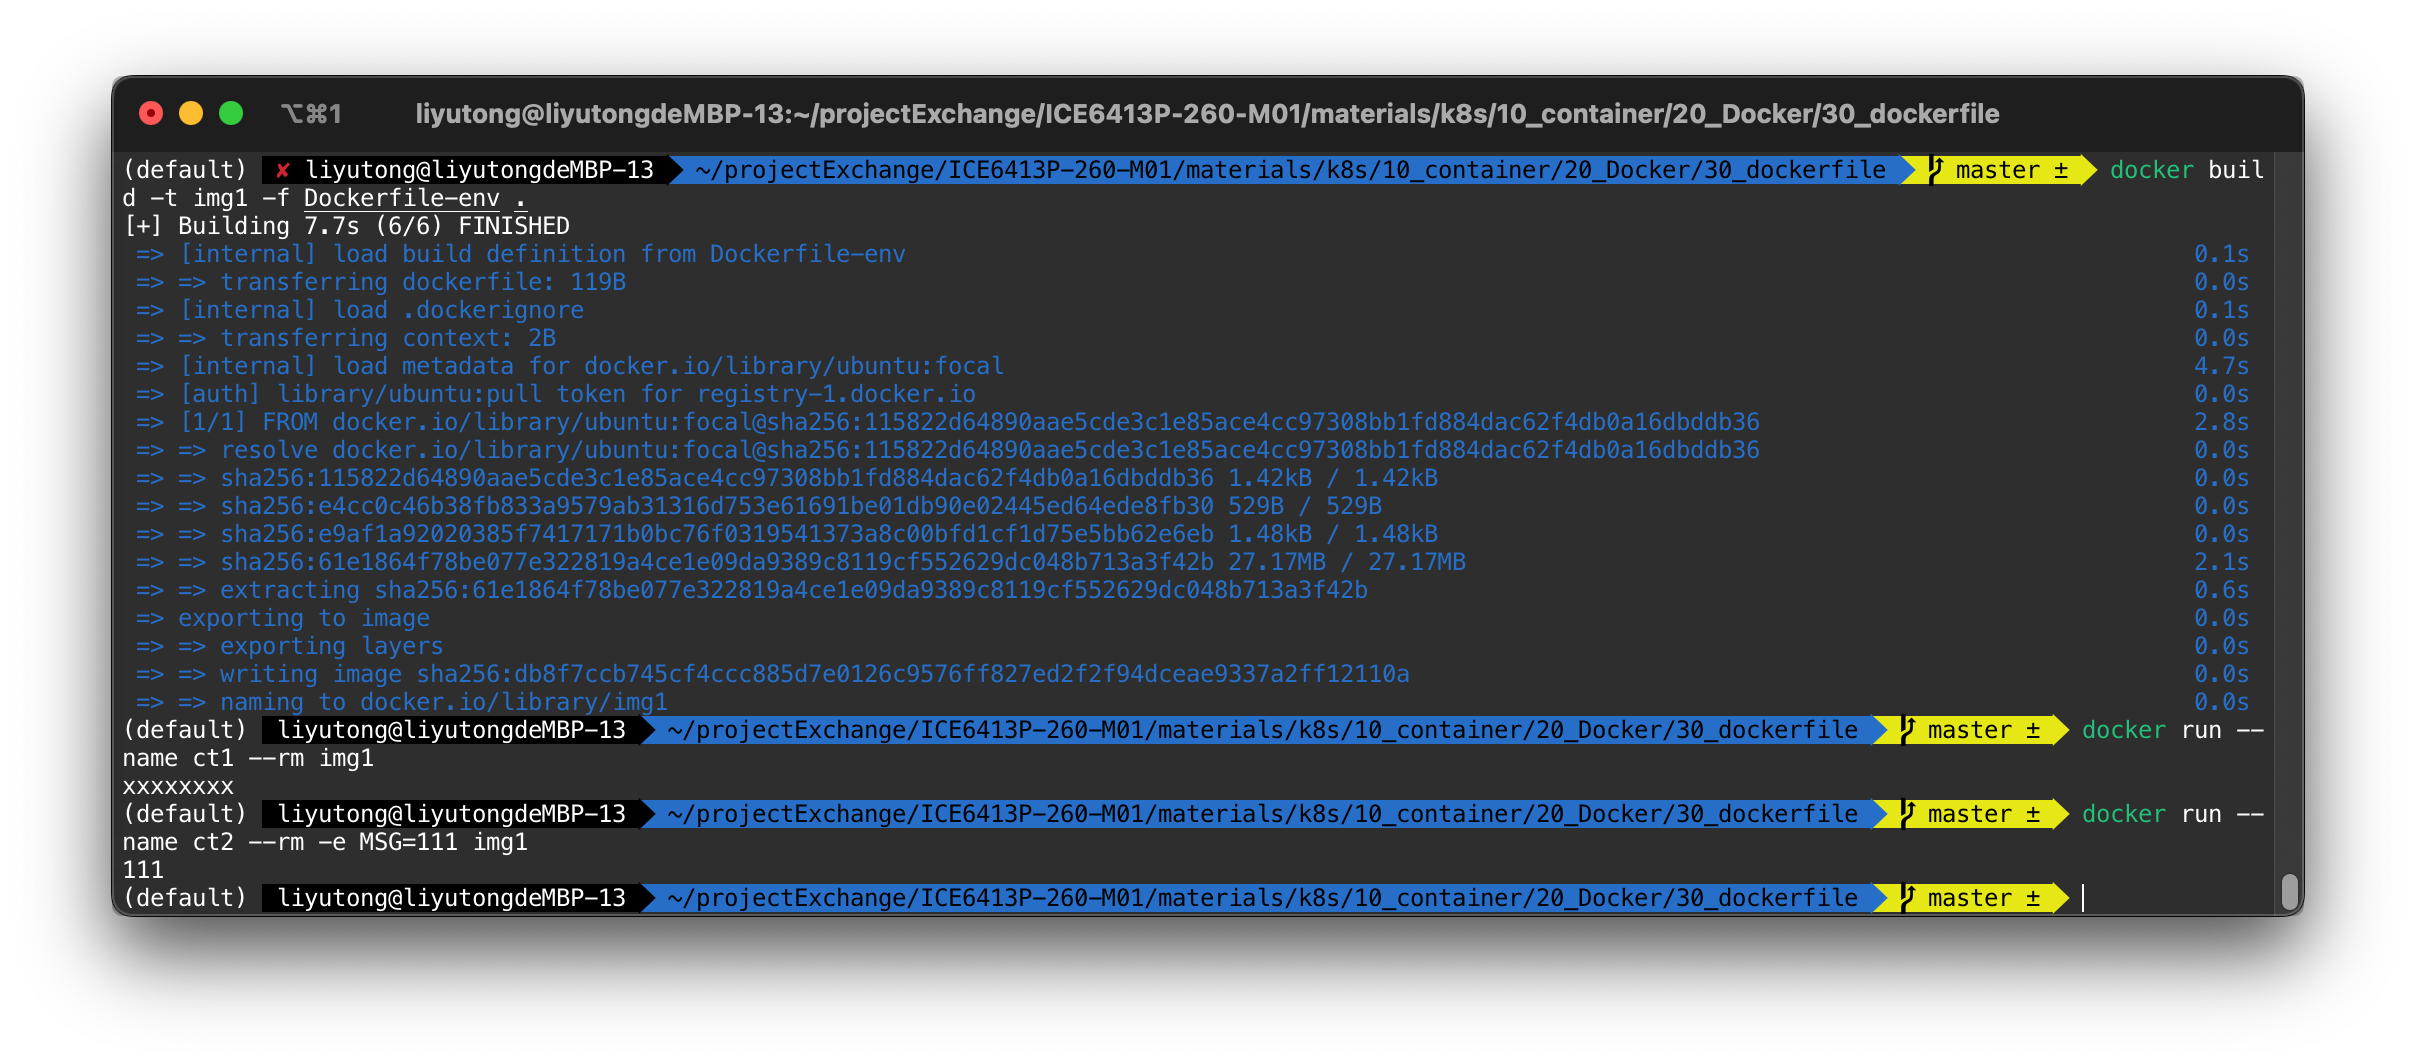 ⌥⌘1 liyutong@liyutongdeMBP-13:~/projectExchange/ICE6413P-260-M01/materials/k8s/10_container/20_Docker/30_dockerfile
(default) ✘ liyutong@liyutongdeMBP-13 ~/projectExchange/ICE6413P-260-M01/materials/k8s/10_container/20_Docker/30_dockerfile master ± docker buil
d -t img1 -f Dockerfile-env .
[+] Building 7.7s (6/6) FINISHED
=> [internal] load build definition from Dockerfile-env 0.1s
=> => transferring dockerfile: 119B 0.0s
=> [internal] load .dockerignore 0.1s
=> => transferring context: 2B 0.0s
=> [internal] load metadata for docker.io/library/ubuntu:focal 4.7s
=> [auth] library/ubuntu:pull token for registry-1.docker.io 0.0s
=> [1/1] FROM docker.io/library/ubuntu:focal@sha256:115822d64890aae5cde3c1e85ace4cc97308bb1fd884dac62f4db0a16dbddb36 2.8s
=> => resolve docker.io/library/ubuntu:focal@sha256:115822d64890aae5cde3c1e85ace4cc97308bb1fd884dac62f4db0a16dbddb36 0.0s
=> => sha256:115822d64890aae5cde3c1e85ace4cc97308bb1fd884dac62f4db0a16dbddb36 1.42kB / 1.42kB 0.0s
=> => sha256:e4cc0c46b38fb833a9579ab31316d753e61691be01db90e02445ed64ede8fb30 529B / 529B 0.0s
=> => sha256:e9af1a92020385f7417171b0bc76f0319541373a8c00bfd1cf1d75e5bb62e6eb 1.48kB / 1.48kB 0.0s
=> => sha256:61e1864f78be077e322819a4ce1e09da9389c8119cf552629dc048b713a3f42b 27.17MB / 27.17MB 2.1s
=> => extracting sha256:61e1864f78be077e322819a4ce1e09da9389c8119cf552629dc048b713a3f42b 0.6s
=> exporting to image 0.0s
=> => exporting layers 0.0s
=> => writing image sha256:db8f7ccb745cf4ccc885d7e0126c9576ff827ed2f2f94dceae9337a2ff12110a 0.0s
=> => naming to docker.io/library/img1 0.0s
(default) liyutong@liyutongdeMBP-13 ~/projectExchange/ICE6413P-260-M01/materials/k8s/10_container/20_Docker/30_dockerfile master ± docker run --
name ct1 --rm img1
xxxxxxxx
(default) liyutong@liyutongdeMBP-13 ~/projectExchange/ICE6413P-260-M01/materials/k8s/10_container/20_Docker/30_dockerfile master ± docker run --
name ct2 --rm -e MSG=111 img1
111
(default) liyutong@liyutongdeMBP-13 ~/projectExchange/ICE6413P-260-M01/materials/k8s/10_container/20_Docker/30_dockerfile master ±